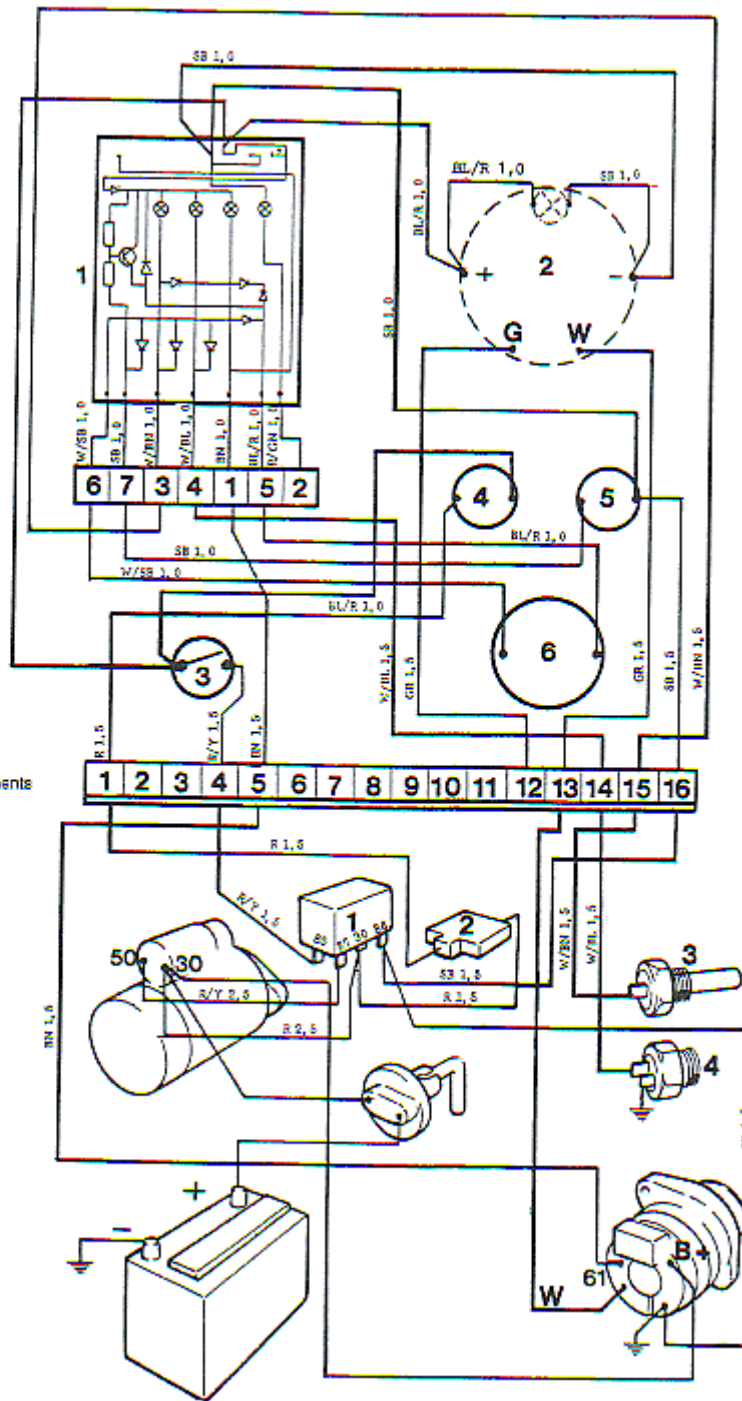 SB 1,0
BL/R 1,0
SB 1,0
BL/R 1,0
SB 1,0
1
+
2
-
G
W
W/SB 1,0
SB 1,0
W/BN 1,0
W/BL 1,0
BN 1,0
BL/R 1,0
R/GN 1,0
6 7 3 4 1 5 2
4
5
BL/R 1,0
SB 1,0
W/SB 1,0
BL/R 1,0
6
3
R 1,5
R/Y 1,5
BN 1,5
W/BL 1,5
GR 1,5
GR 1,5
SB 1,5
W/BN 1,5
ents
1 2 3 4 5 6 7 8 9 10 11 12 13 14 15 16
R 1,5
R/Y 1,5
1
2
30
86
50
30
R/Y 2,5
SB 1,5
R 1,5
R 2,5
W/BN 1,5
W/BL 1,5
3
4
BN 1,5
+
-
B+
61
W